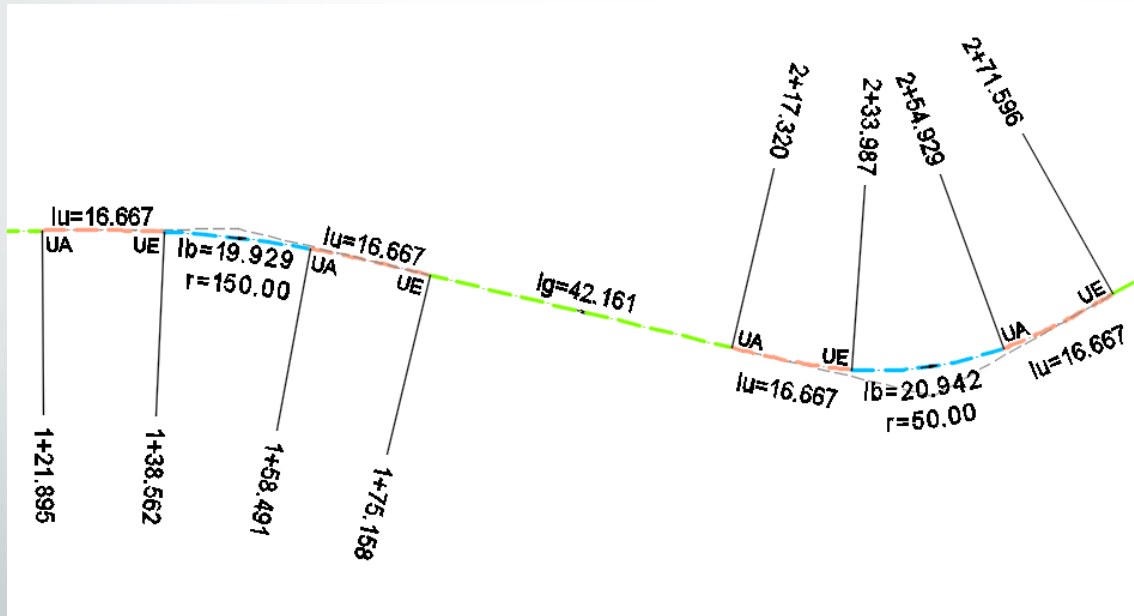 lu=16.667
UA
UE
lb=19.929
r=150.00
lu=16.667
UA
UE
lg=42.161
UA
UE
lu=16.667
lb=20.942
r=50.00
UA
UE
lu=16.667
1+21.895
1+38.562
1+58.491
1+75.158
2+17.320
2+33.987
2+54.929
2+71.596